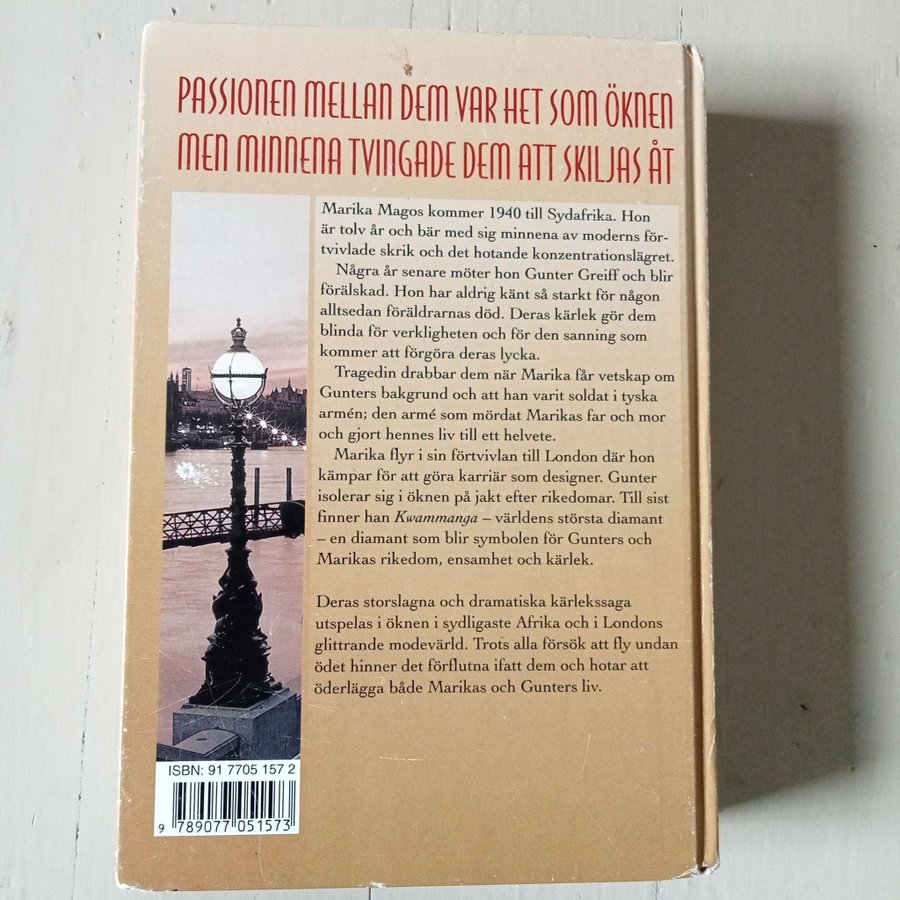 PASSIONEN MELLAN DEM VAR HET SOM ÖKNEN
MEN MINNENA TVINGADE DEM ATT SKILJAS ÅT
Marika Magos kommer 1940 till Sydafrika. Hon
är tolv år och bär med sig minnena av moderns för-
tvivlade skrik och det hotande konzentrationslägret.
Några år senare möter hon Gunter Greiff och blir
förälskad. Hon har aldrig känt så starkt för någon
alltsedan föräldrarnas död. Deras kärlek gör dem
blinda för verkligheten och för den sanning som
kommer att förgöra deras lycka.
Tragedin drabbar dem när Marika får vetskap om
Gunters bakgrund och att han varit soldat i tyska
armén; den armé som mördat Marikas far och mor
och gjort hennes liv till ett helvete.
Marika flyr i sin förtvivlan till London där hon
kämpar för att göra karriär som designer. Gunter
isolerar sig i öknen på jakt efter rikedomar. Till sist
finner han Kwammanga – världens största diamant
– en diamant som blir symbolen för Gunters och
Marikas rikedom, ensamhet och kärlek.
Deras storslagna och dramatiska kärlekssaga
utspelas i öknen i sydligaste Afrika och i Londons
glittrande modevärld. Trots alla försök att fly undan
ödet hinner det förflutna ifatt dem och hotar att
öderlägga både Marikas och Gunters liv.
ISBN: 91 7705 157 2
9 789077 051573